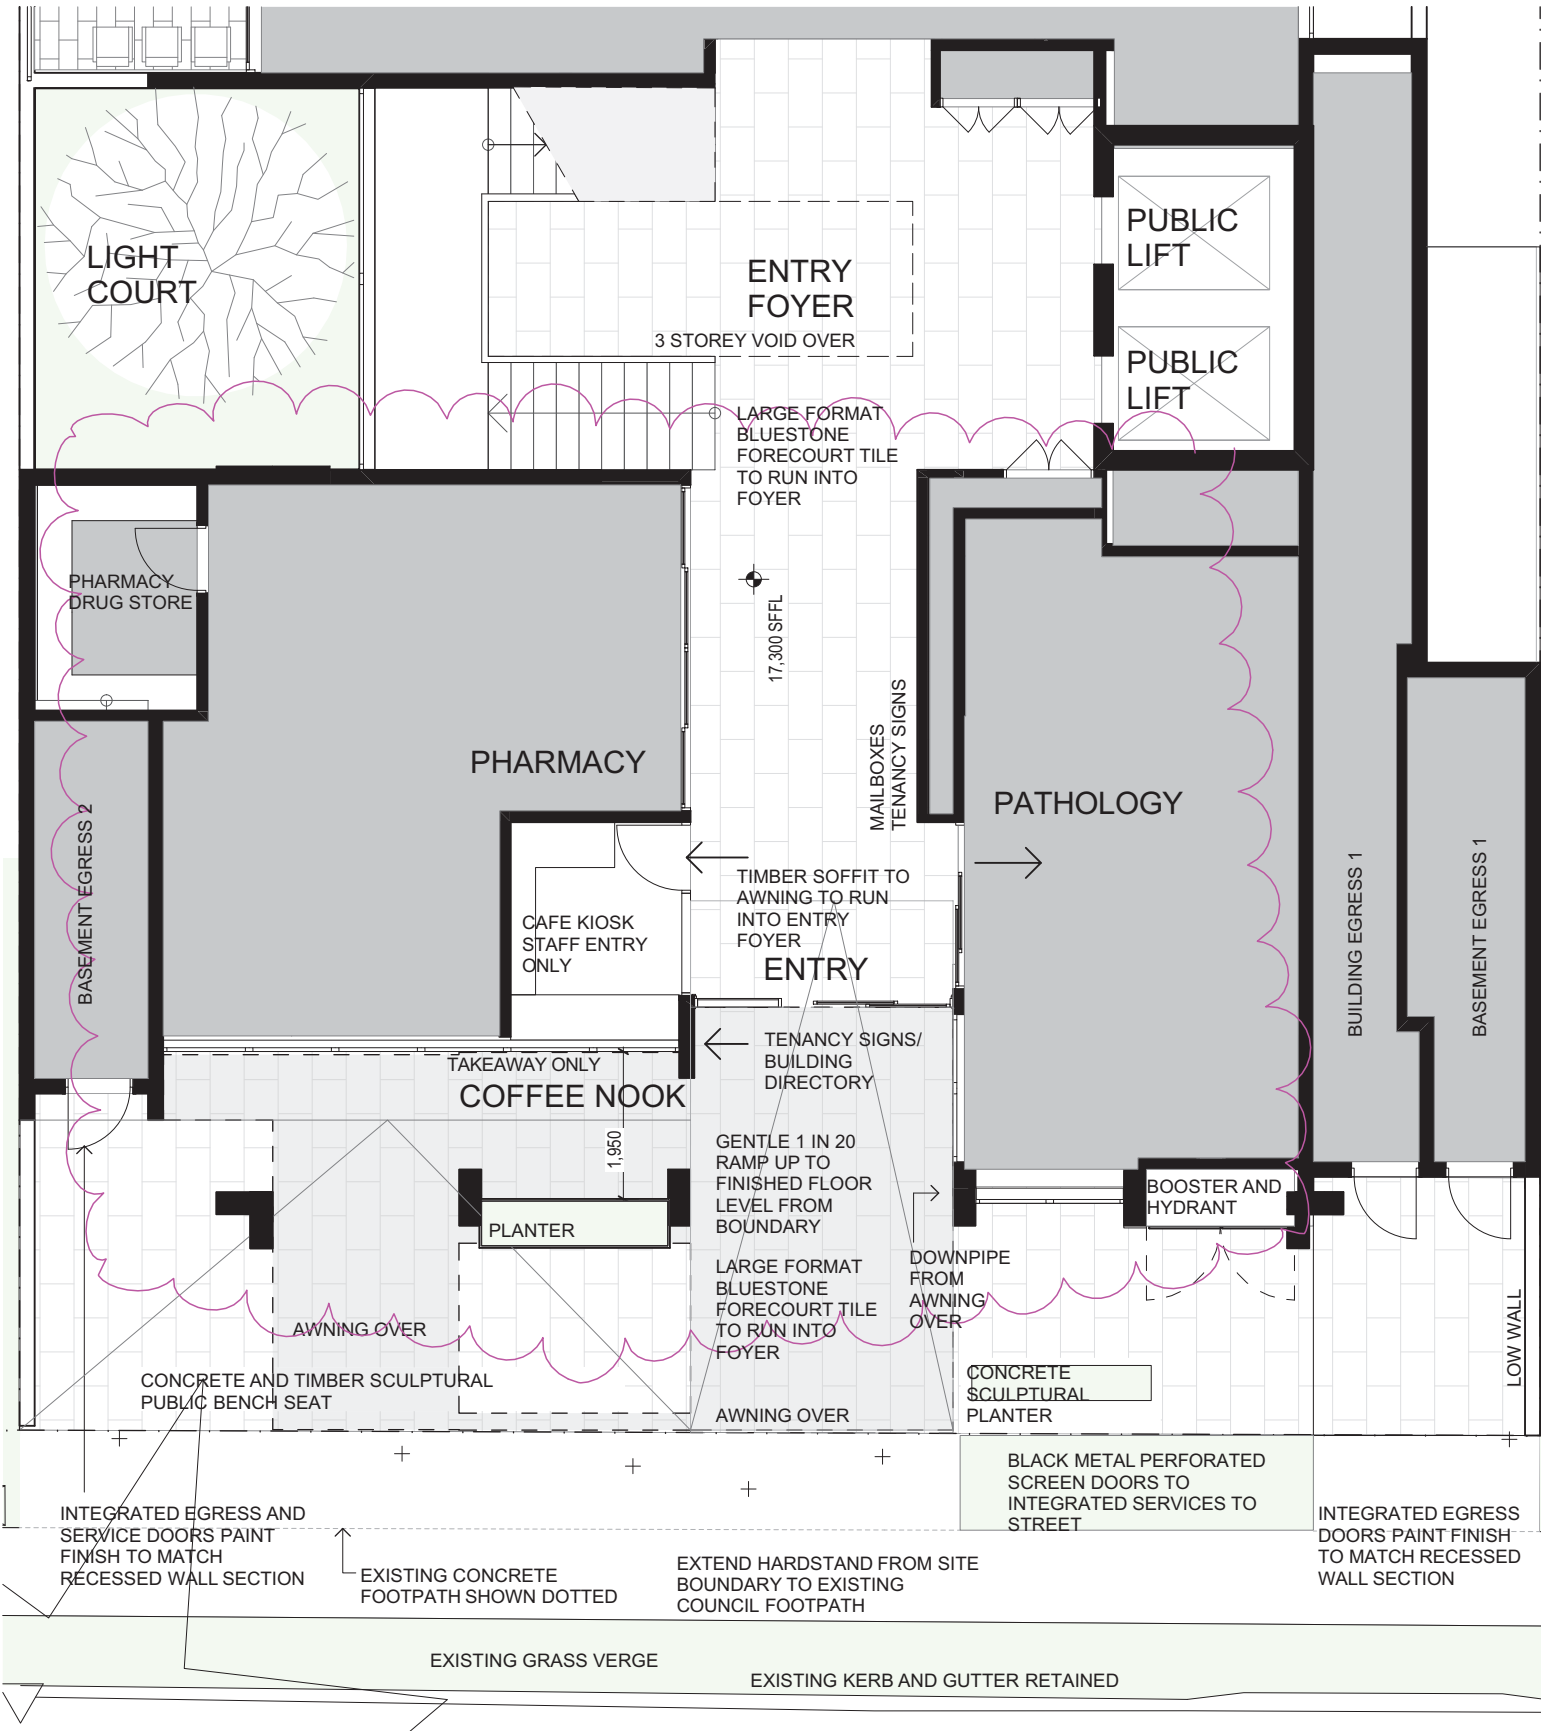 LIGHT
COURT
ENTRY
FOYER
3 STOREY VOID OVER
PUBLIC
LIFT
PUBLIC
LIFT
LARGE FORMAT
BLUESTONE
FORECOURT TILE
TO RUN INTO
FOYER
PHARMACY
DRUG STORE
17,300 SFFL
MAILBOXES
TENANCY SIGNS
PHARMACY
PATHOLOGY
BASEMENT EGRESS 2
TIMBER SOFFIT TO
AWNING TO RUN
INTO ENTRY
FOYER
CAFE KIOSK
STAFF ENTRY
ONLY
ENTRY
BUILDING EGRESS 1
BASEMENT EGRESS 1
TENANCY SIGNS/
BUILDING
DIRECTORY
TAKEAWAY ONLY
COFFEE NOOK
1,950
GENTLE 1 IN 20
RAMP UP TO
FINISHED FLOOR
LEVEL FROM
BOUNDARY
BOOSTER AND
HYDRANT
PLANTER
LARGE FORMAT
BLUESTONE
FORECOURT TILE
TO RUN INTO
FOYER
DOWNPIPE
FROM
AWNING
OVER
AWNING OVER
LOW WALL
CONCRETE AND TIMBER SCULPTURAL
PUBLIC BENCH SEAT
CONCRETE
SCULPTURAL
PLANTER
AWNING OVER
BLACK METAL PERFORATED
SCREEN DOORS TO
INTEGRATED SERVICES TO
STREET
INTEGRATED EGRESS AND
SERVICE DOORS PAINT
FINISH TO MATCH
RECESSED WALL SECTION
INTEGRATED EGRESS
DOORS PAINT FINISH
TO MATCH RECESSED
WALL SECTION
EXISTING CONCRETE
FOOTPATH SHOWN DOTTED
EXTEND HARDSTAND FROM SITE
BOUNDARY TO EXISTING
COUNCIL FOOTPATH
EXISTING GRASS VERGE
EXISTING KERB AND GUTTER RETAINED